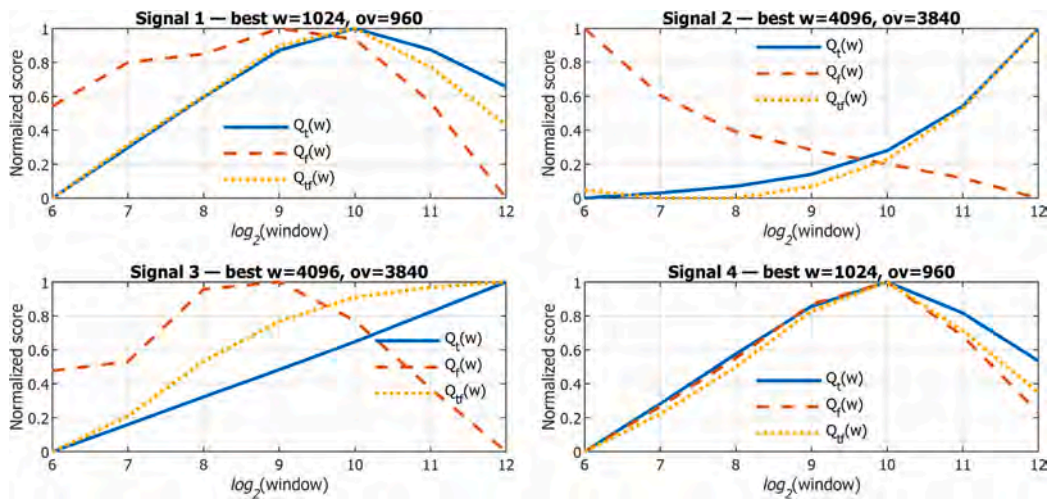 Signal 1 — best w=1024, ov=960
Normalized score
1
0.8
0.6
0.4
0.2
0
Q_t(w)
Q_f(w)
Q_tf(w)
6 7 8 9 10 11 12
log_2(window)
Signal 2 — best w=4096, ov=3840
Normalized score
1
0.8
0.6
0.4
0.2
0
Q_t(w)
Q_f(w)
Q_tf(w)
6 7 8 9 10 11 12
log_2(window)
Signal 3 — best w=4096, ov=3840
Normalized score
1
0.8
0.6
0.4
0.2
0
Q_t(w)
Q_f(w)
Q_tf(w)
6 7 8 9 10 11 12
log_2(window)
Signal 4 — best w=1024, ov=960
Normalized score
1
0.8
0.6
0.4
0.2
0
Q_t(w)
Q_f(w)
Q_tf(w)
6 7 8 9 10 11 12
log_2(window)